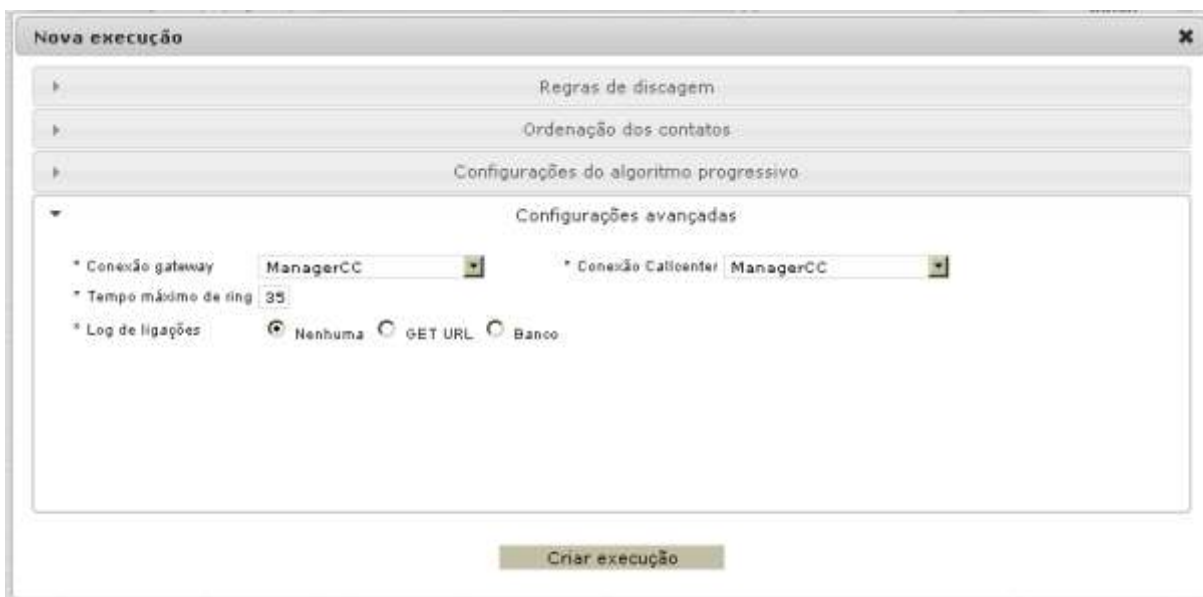 Nova execução
Regras de discagem
Ordenação dos contatos
Configurações do algoritmo progressivo
Configurações avançadas
* Conexão gateway ManagerCC * Conexão Callcenter ManagerCC
* Tempo máximo de ring 35
* Log de ligações Nenhuma GET URL Banco
Criar execução